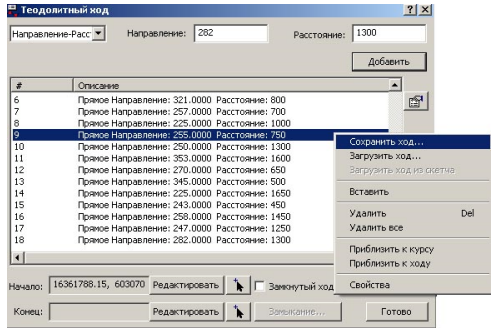 Теодолитный ход
Направление-Расс Направление: 282 Расстояние: 1300
Добавить
# Описание
6 Прямое Направление: 321.0000 Расстояние: 800
7 Прямое Направление: 257.0000 Расстояние: 700
8 Прямое Направление: 225.0000 Расстояние: 1000
9 Прямое Направление: 255.0000 Расстояние: 750
10 Прямое Направление: 250.0000 Расстояние: 1300
11 Прямое Направление: 353.0000 Расстояние: 1600
12 Прямое Направление: 270.0000 Расстояние: 650
13 Прямое Направление: 345.0000 Расстояние: 500
14 Прямое Направление: 225.0000 Расстояние: 1650
15 Прямое Направление: 243.0000 Расстояние: 450
16 Прямое Направление: 258.0000 Расстояние: 1450
17 Прямое Направление: 247.0000 Расстояние: 1250
18 Прямое Направление: 282.0000 Расстояние: 1300
Сохранить ход...
Загрузить ход...
Загрузить ход из скетча
Вставить
Удалить Del
Удалить все
Приблизить к курсу
Приблизить к ходу
Свойства
Начало: 16361788.15, 603070 Редактировать Замкнутый ход
Конец: Редактировать Замыкание... Готово